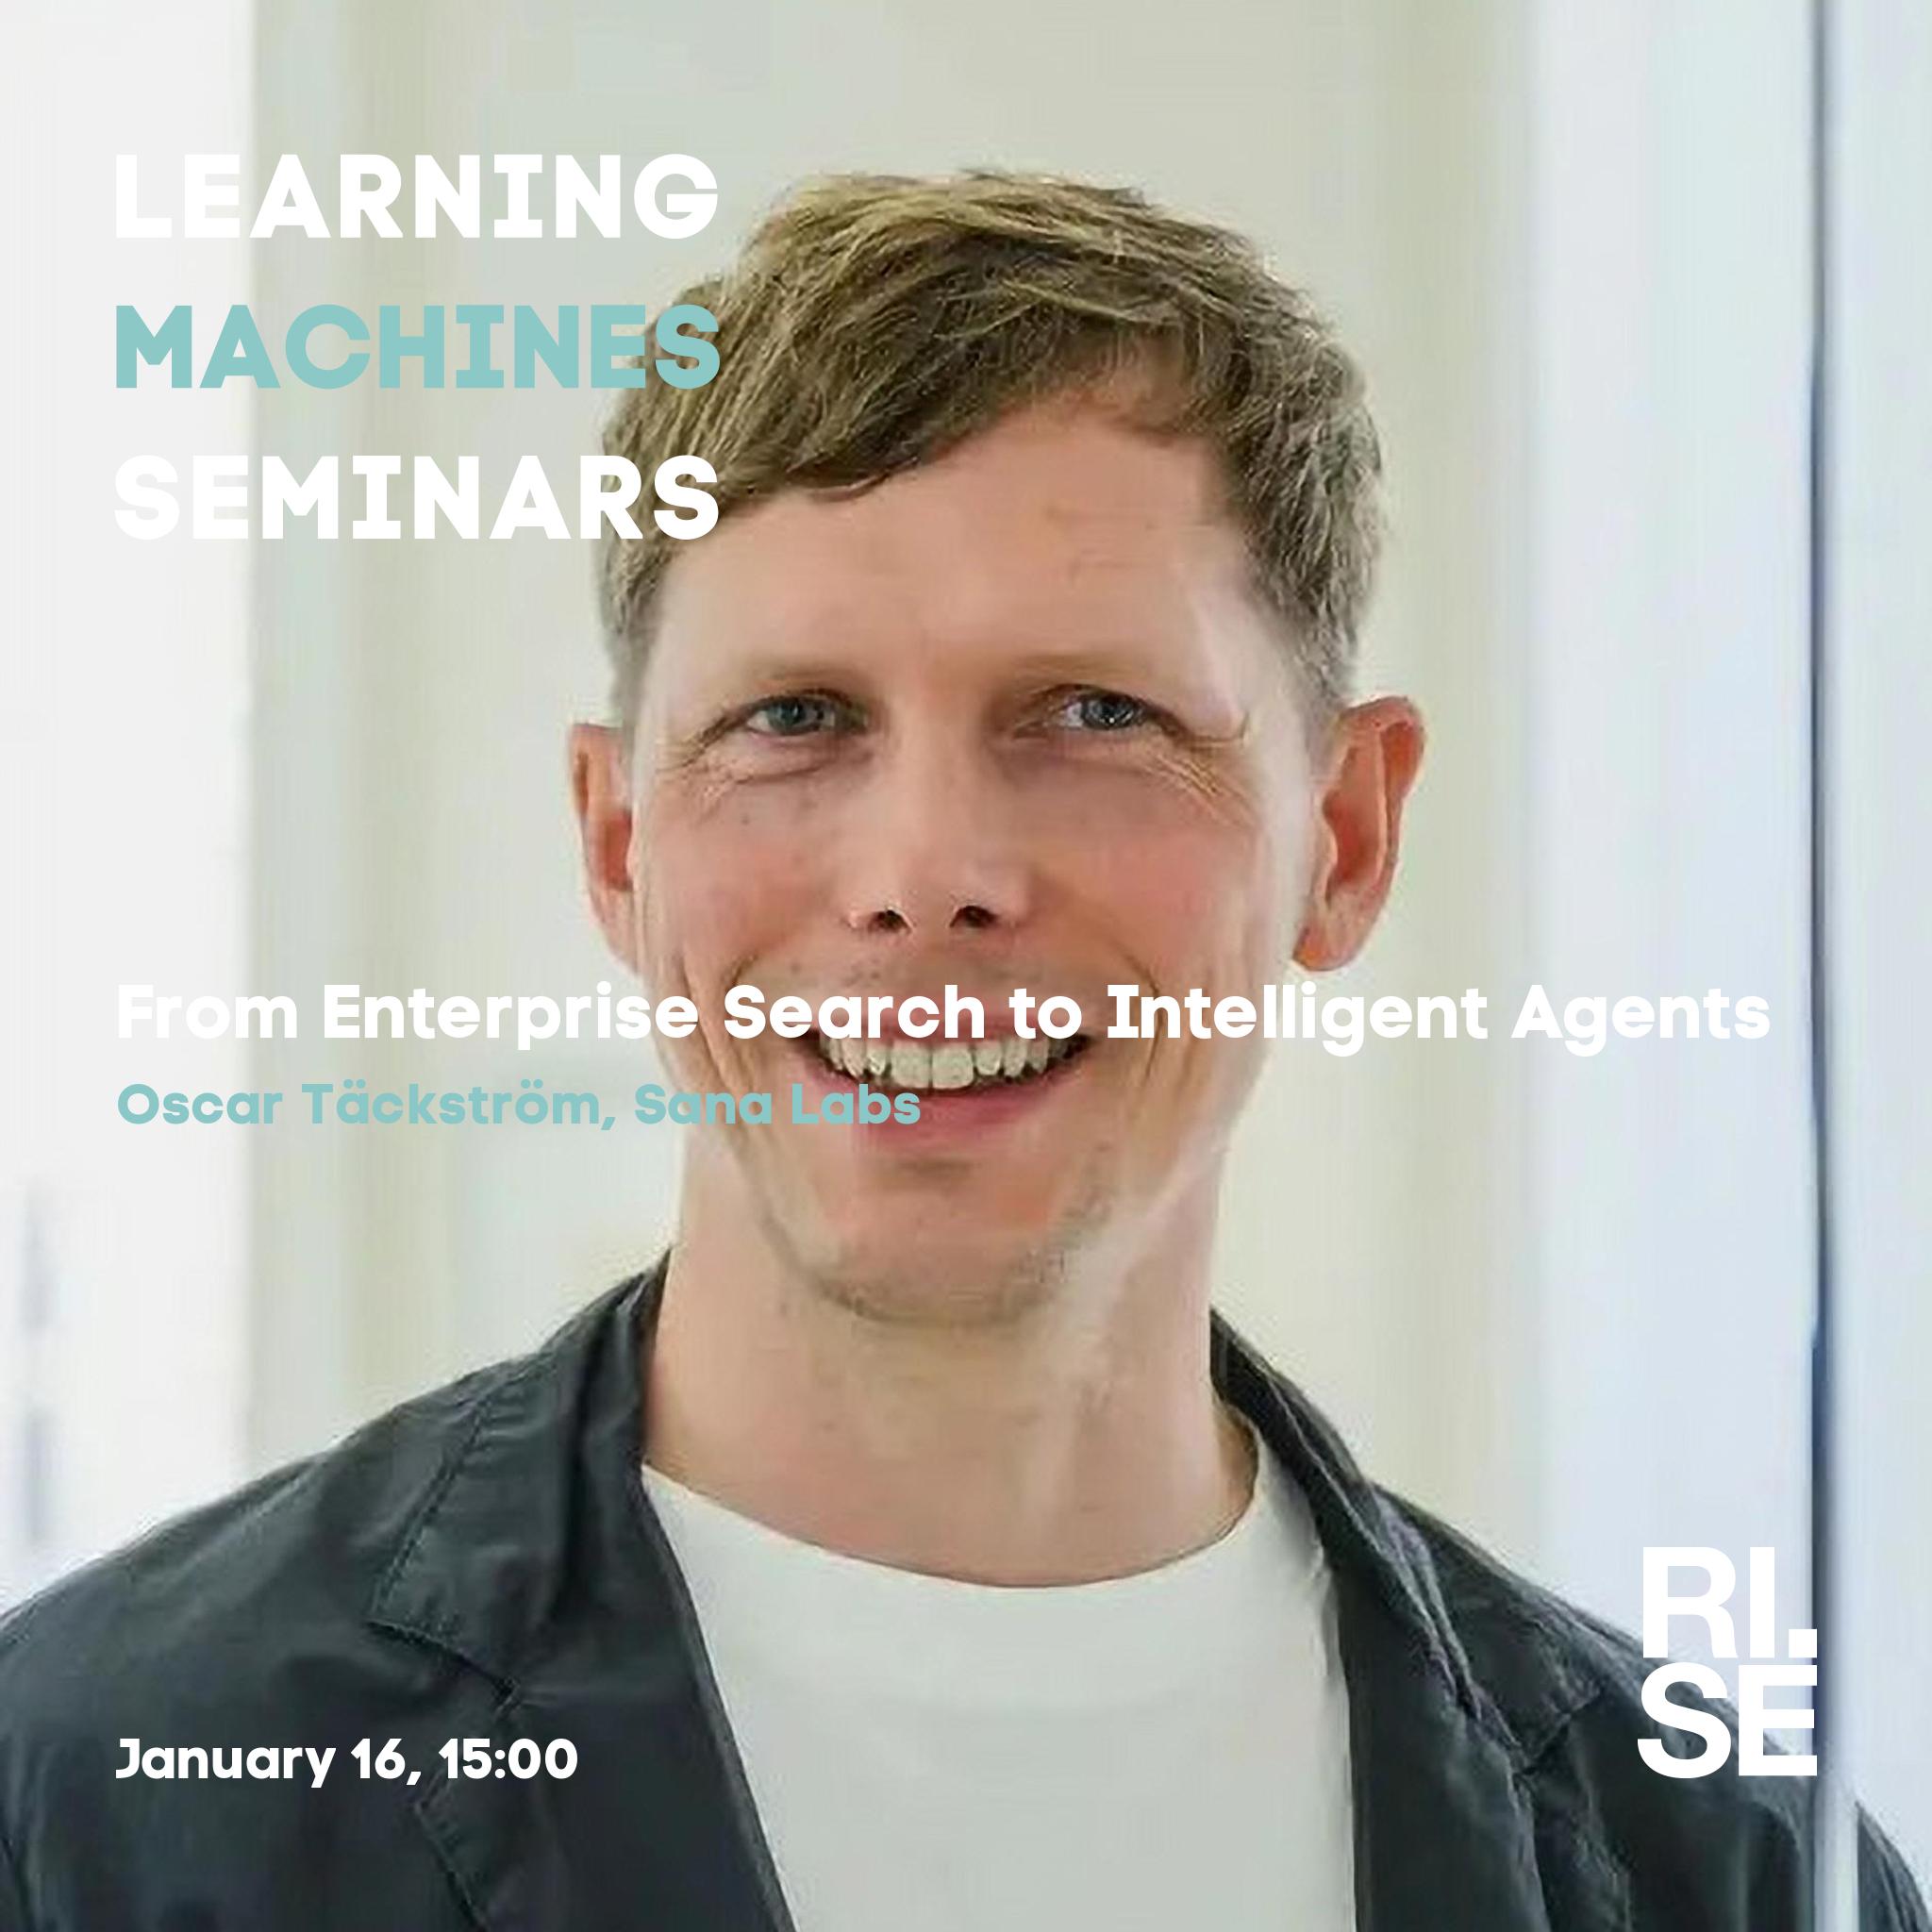 LEARNING
MACHINES
SEMINARS
From Enterprise Search to Intelligent Agents
Oscar Täckström, Sana Labs
January 16, 15:00
RI.
SE